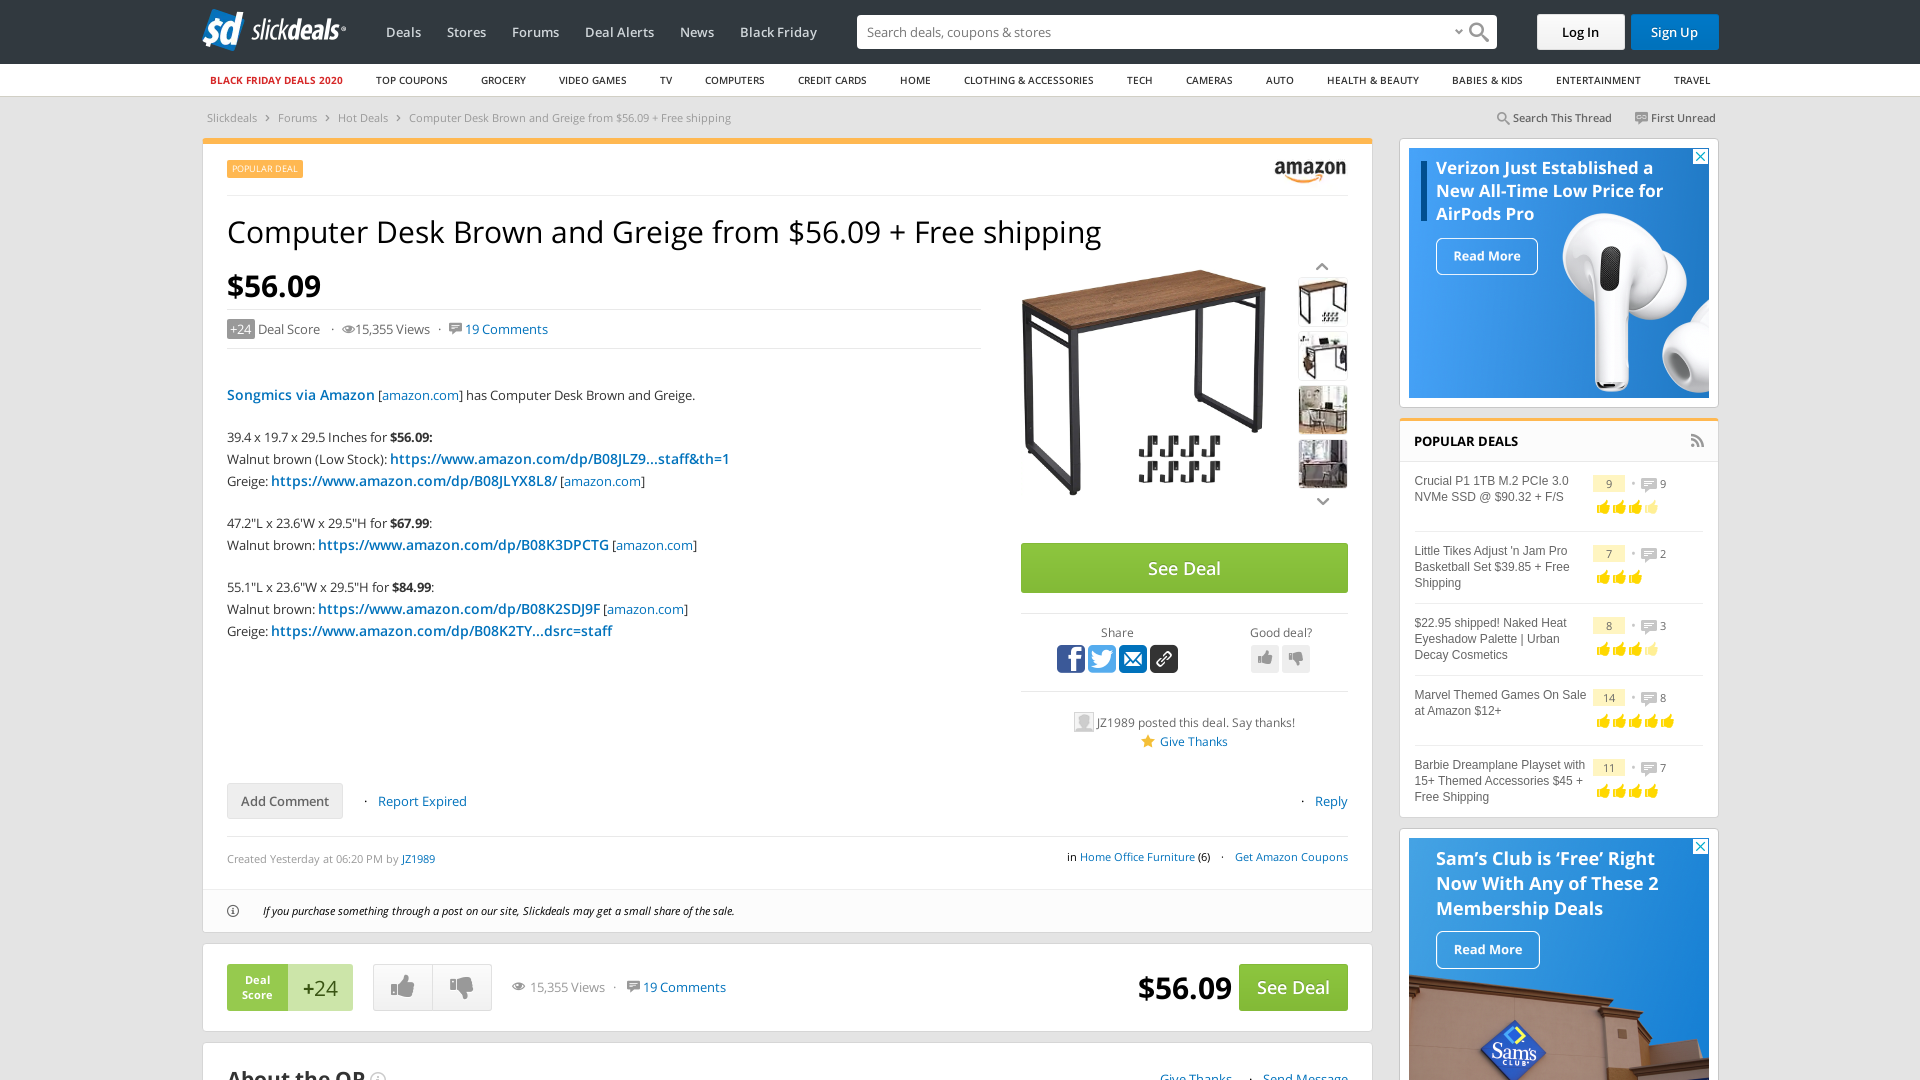 sd slickdeals
Deals Stores Forums Deal Alerts News Black Friday
Search deals, coupons & shops
Log In
Sign Up
BLACK FRIDAY DEALS 2020 TOP COUPONS GROCERY VIDEO GAMES TV COMPUTERS CREDIT CARDS HOME CLOTHING & ACCESSORIES TECH CAMERAS AUTO HEALTH & BEAUTY BABIES & KIDS ENTERTAINMENT TRAVEL
Slickdeals › Forums › Hot Deals › Computer Desk Brown and Greige from $56.09 + Free shipping
Search This Thread First Unread
POPULAR DEAL
amazon
Computer Desk Brown and Greige from $56.09 + Free shipping
$56.09
+24 Deal Score · 15,355 Views · 19 Comments
Songmics via Amazon [amazon.com] has Computer Desk Brown and Greige.
39.4 x 19.7 x 29.5 Inches for $56.09:
Walnut brown (Low Stock): https://www.amazon.com/dp/B08JLZ9...staff&th=1
Greige: https://www.amazon.com/dp/B08JLYX8L8/ [amazon.com]
47.2"L x 23.6'W x 29.5"H for $67.99:
Walnut brown: https://www.amazon.com/dp/B08K3DPCTG [amazon.com]
55.1"L x 23.6"W x 29.5"H for $84.99:
Walnut brown: https://www.amazon.com/dp/B08K2SDJ9F [amazon.com]
Greige: https://www.amazon.com/dp/B08K2TY...dsrc=staff
See Deal
Share
Good deal?
JZ1989 posted this deal. Say thanks!
Give Thanks
Add Comment · Report Expired
· Reply
Created Yesterday at 06:20 PM by JZ1989
in Home Office Furniture (6) · Get Amazon Coupons
If you purchase something through a post on our site, Slickdeals may get a small share of the sale.
Deal
Score
+24
15,355 Views · 19 Comments
$56.09
See Deal
About the OP
Give Thanks · Send Message
Verizon Just Established a
New All-Time Low Price for
AirPods Pro
Read More
POPULAR DEALS
Crucial P1 1TB M.2 PCIe 3.0
NVMe SSD @ $90.32 + F/S
9 • 9
Little Tikes Adjust 'n Jam Pro
Basketball Set $39.85 + Free
Shipping
7 • 2
$22.95 shipped! Naked Heat
Eyeshadow Palette | Urban
Decay Cosmetics
8 • 3
Marvel Themed Games On Sale
at Amazon $12+
14 • 8
Barbie Dreamplane Playset with
15+ Themed Accessories $45 +
Free Shipping
11 • 7
Sam's Club is ‘Free’ Right
Now With Any of These 2
Membership Deals
Read More
Sam's
CLUB